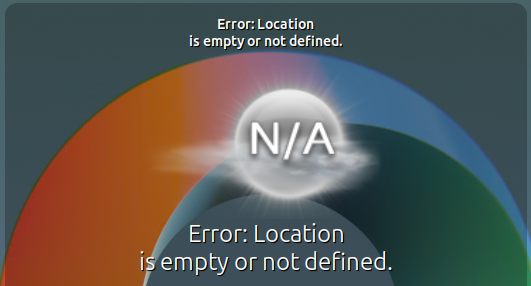 Error: Location
is empty or not defined.
N/A
Error: Location
is empty or not defined.